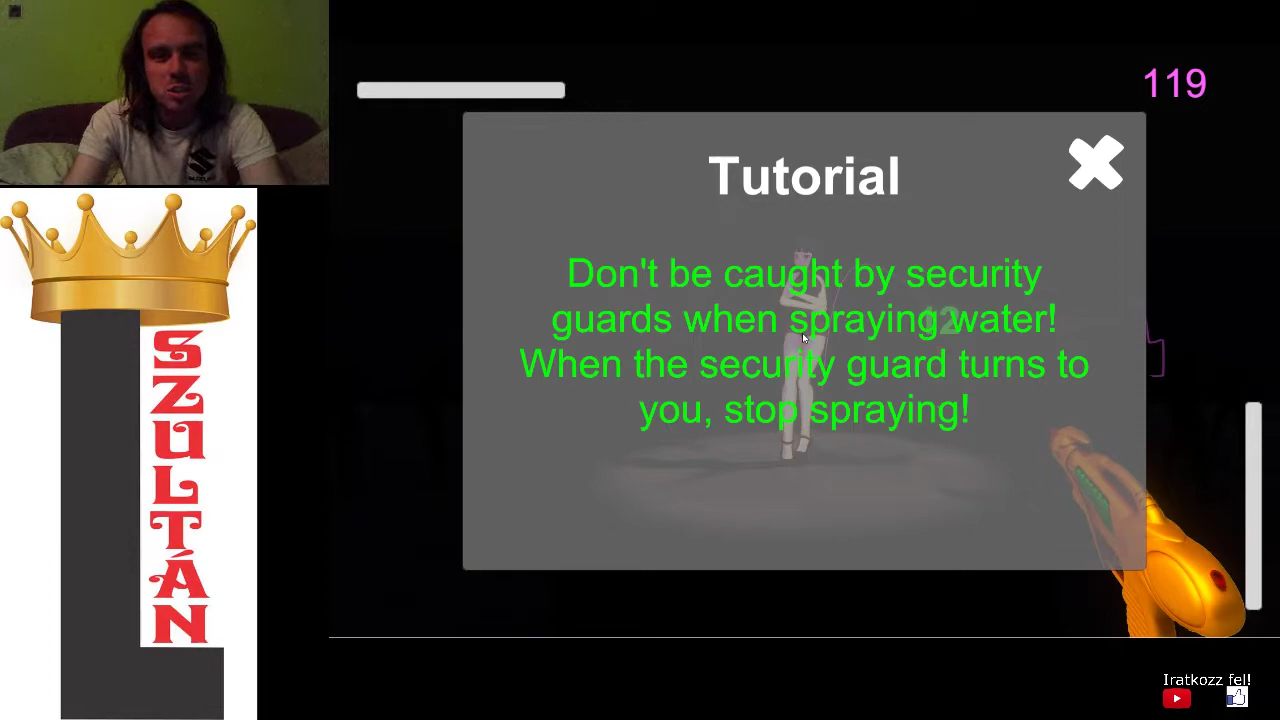 119
Tutorial
Don't be caught by security
guards when spraying water!
When the security guard turns to
you, stop spraying!
12
L
SZULTÁN
Iratkozz fel!